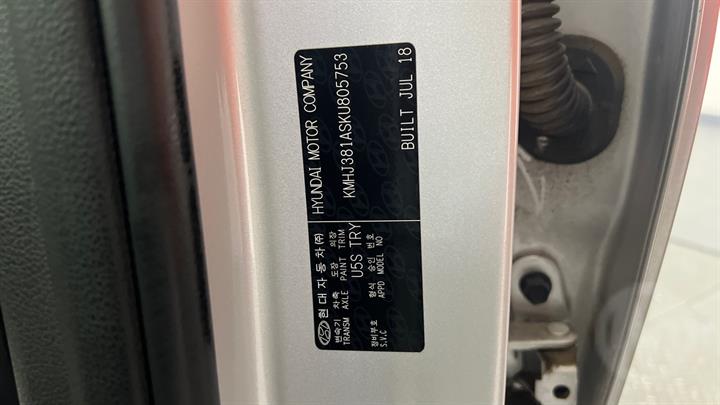 현대자동차(주) HYUNDAI MOTOR COMPANY
변속기 차축 도장 의장
TRANSM AXLE PAINT TRIM
U5S TRY
KMHJ381ASKU805753
형식 승인 번호
APPD MODEL NO
장비부호
S.V.C
BUILT JUL 18